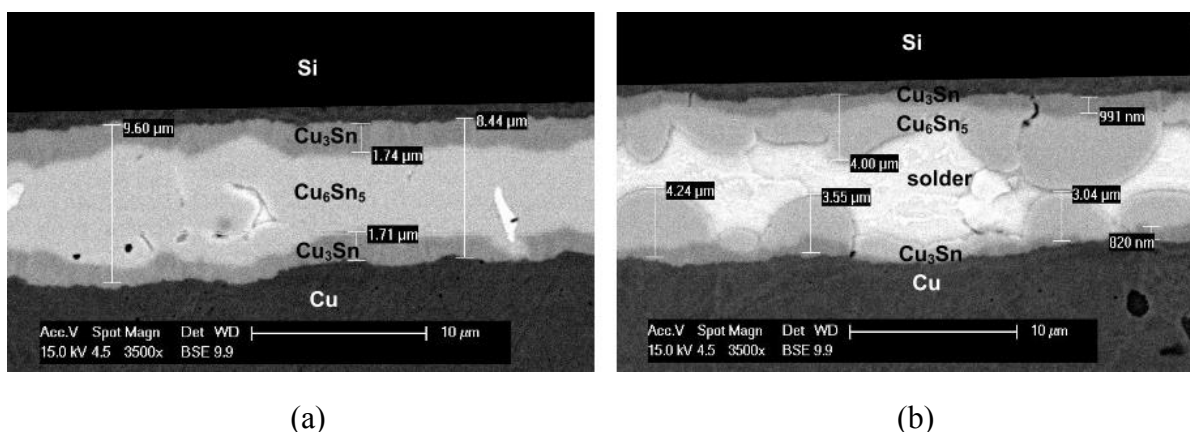 Si
9.60 µm
8.44 µm
Cu3Sn
1.74 µm
Cu6Sn5
1.71 µm
Cu3Sn
Cu
Acc.V Spot Magn Det WD
15.0 kV 4.5 3500x BSE 9.9
10 µm
(a)
Si
Cu3Sn
991 nm
Cu6Sn5
4.00 µm
solder
4.24 µm
3.55 µm
3.04 µm
820 nm
Cu3Sn
Cu
Acc.V Spot Magn Det WD
15.0 kV 4.5 3500x BSE 9.9
10 µm
(b)